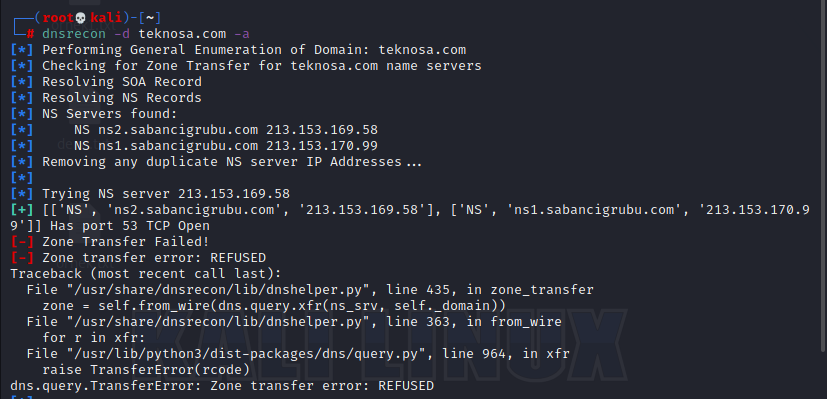 (root💀kali)-[~]
# dnsrecon -d teknosa.com -a
[*] Performing General Enumeration of Domain: teknosa.com
[*] Checking for Zone Transfer for teknosa.com name servers
[*] Resolving SOA Record
[*] Resolving NS Records
[*] NS Servers found:
[*]     NS ns2.sabancigrubu.com 213.153.169.58
[*]     NS ns1.sabancigrubu.com 213.153.170.99
[*] Removing any duplicate NS server IP Addresses...
[*]
[*] Trying NS server 213.153.169.58
[+] [['NS', 'ns2.sabancigrubu.com', '213.153.169.58'], ['NS', 'ns1.sabancigrubu.com', '213.153.170.9
9']] Has port 53 TCP Open
[-] Zone Transfer Failed!
[-] Zone transfer error: REFUSED
Traceback (most recent call last):
  File "/usr/share/dnsrecon/lib/dnshelper.py", line 435, in zone_transfer
    zone = self.from_wire(dns.query.xfr(ns_srv, self._domain))
  File "/usr/share/dnsrecon/lib/dnshelper.py", line 363, in from_wire
    for r in xfr:
  File "/usr/lib/python3/dist-packages/dns/query.py", line 964, in xfr
    raise TransferError(rcode)
dns.query.TransferError: Zone transfer error: REFUSED
KALI LINUX